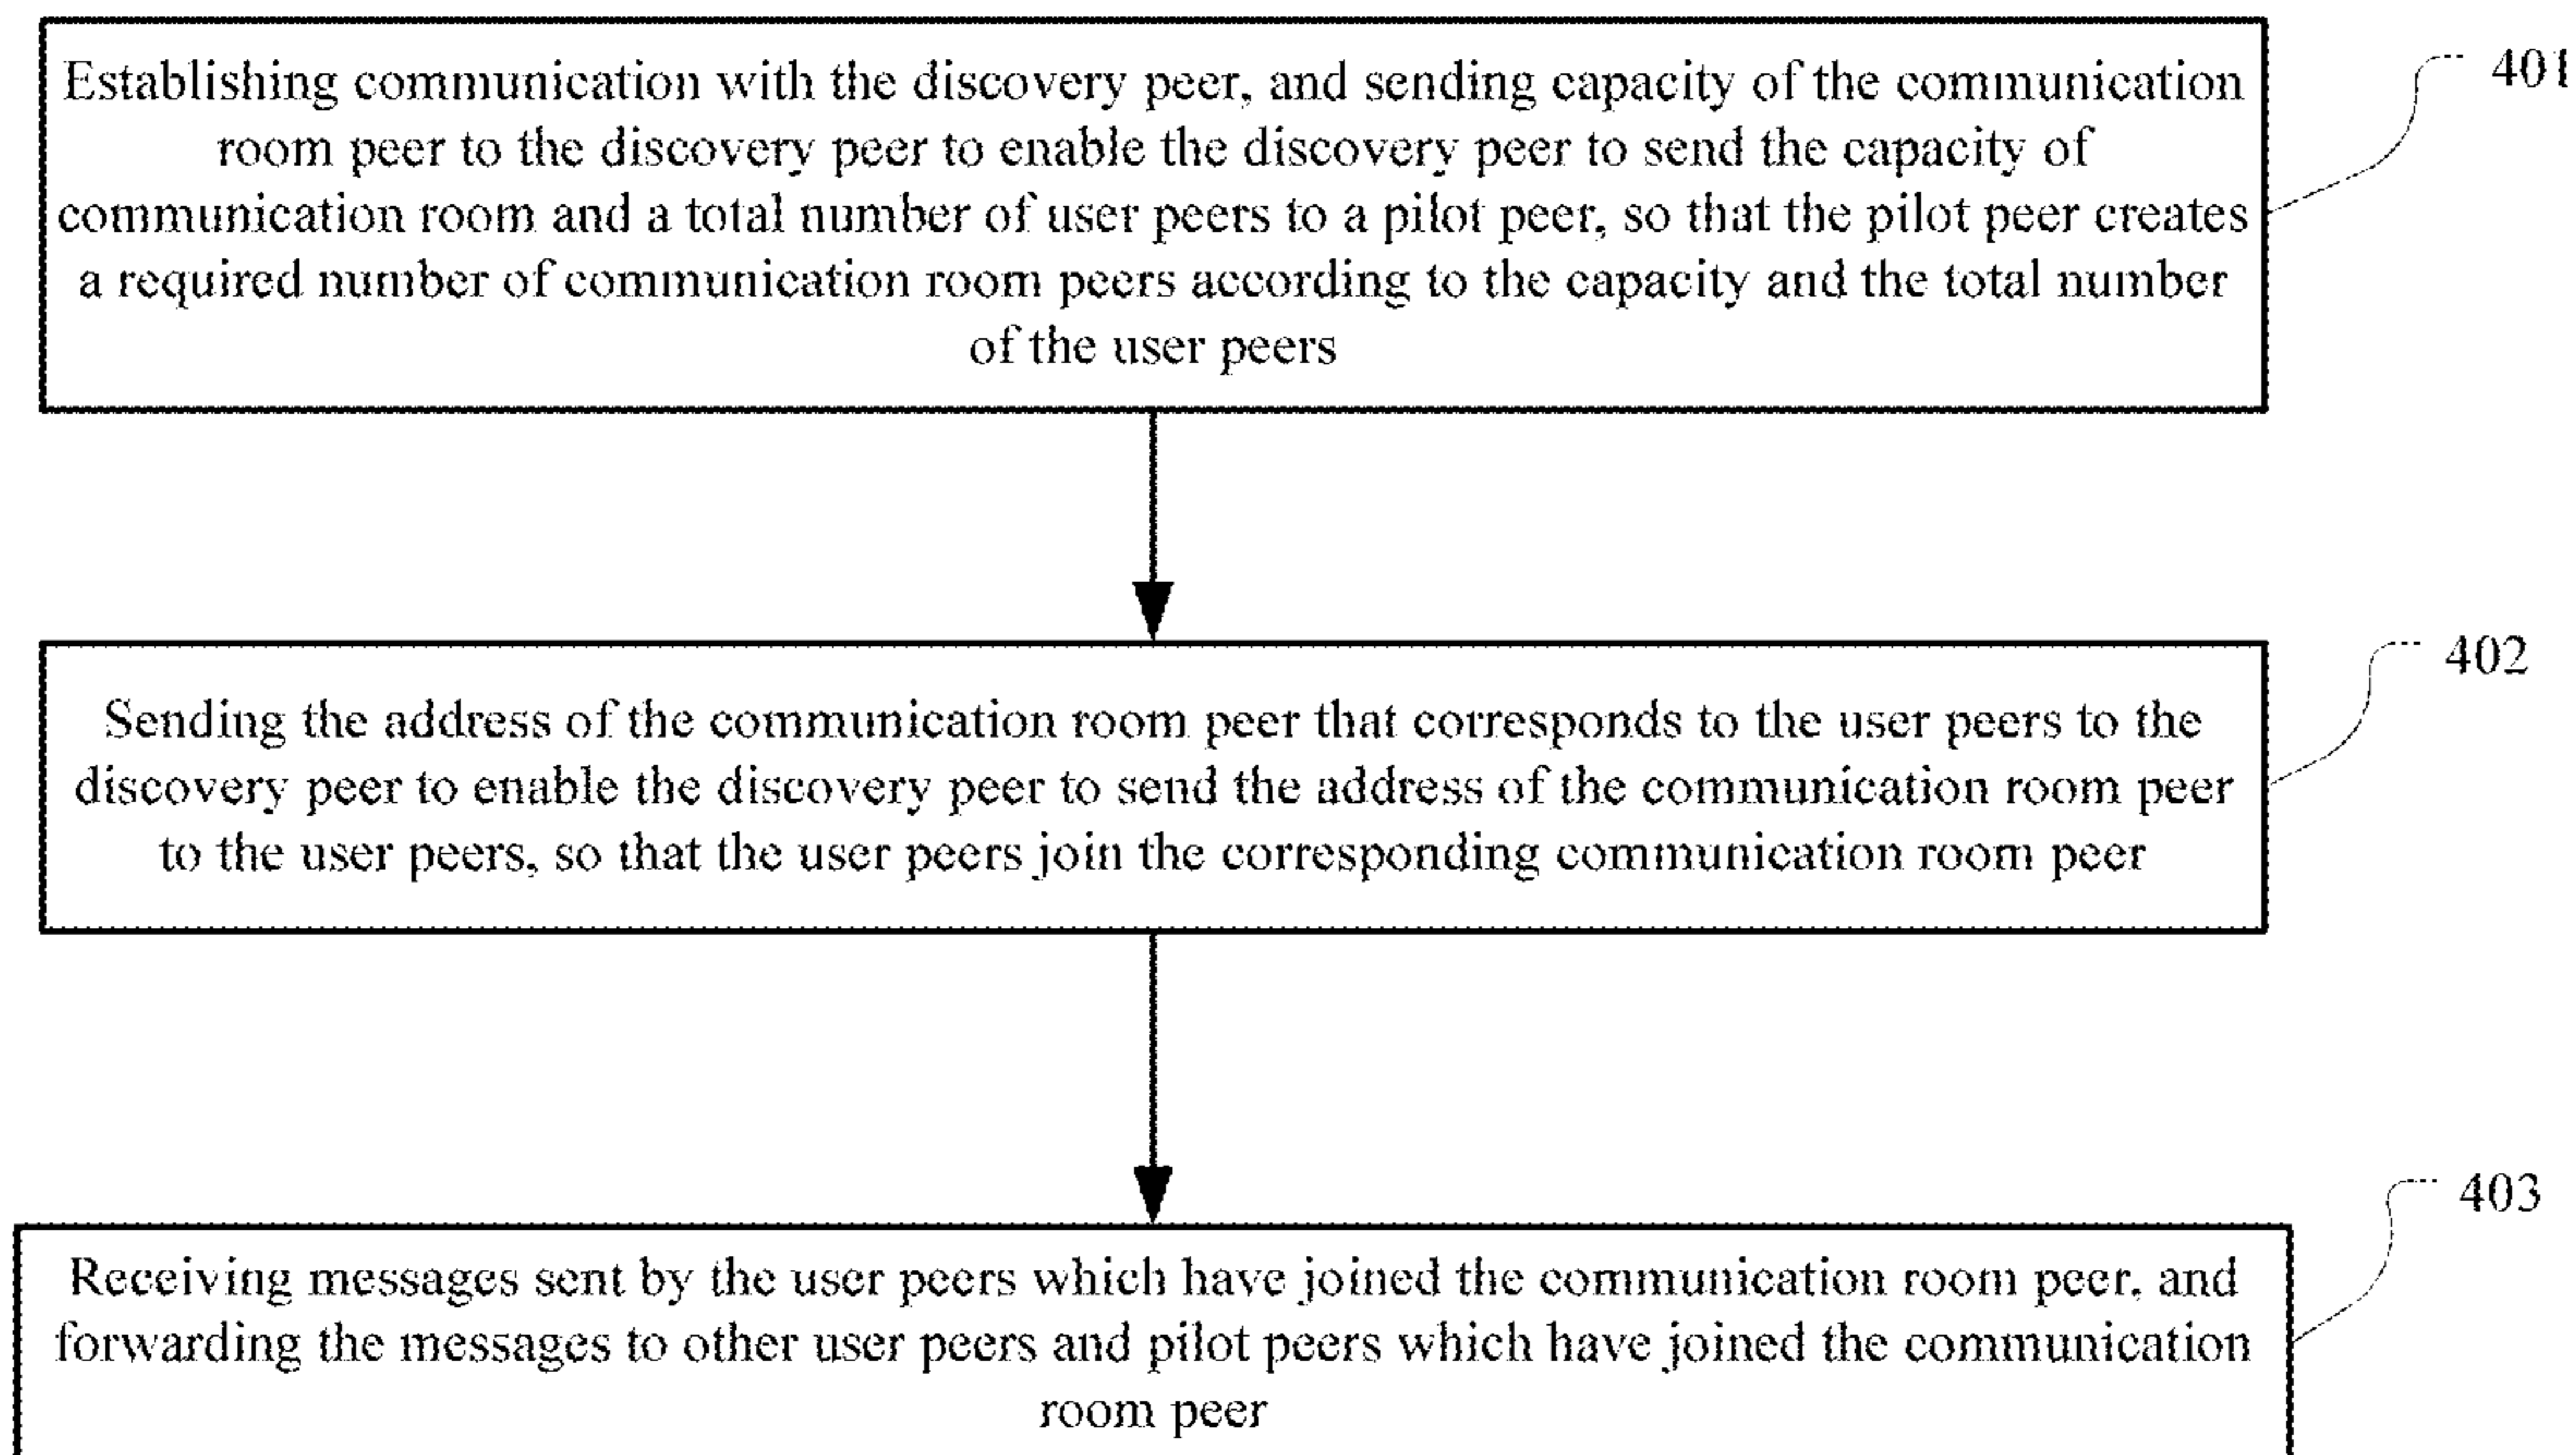 Establishing communication with the discovery peer, and sending capacity of the communication
room peer to the discovery peer to enable the discovery peer to send the capacity of
communication room and a total number of user peers to a pilot peer, so that the pilot peer creates
a required number of communication room peers according to the capacity and the total number
of the user peers
401
Sending the address of the communication room peer that corresponds to the user peers to the
discovery peer to enable the discovery peer to send the address of the communication room peer
to the user peers, so that the user peers join the corresponding communication room peer
402
Receiving messages sent by the user peers which have joined the communication room peer, and
forwarding the messages to other user peers and pilot peers which have joined the communication
room peer
403